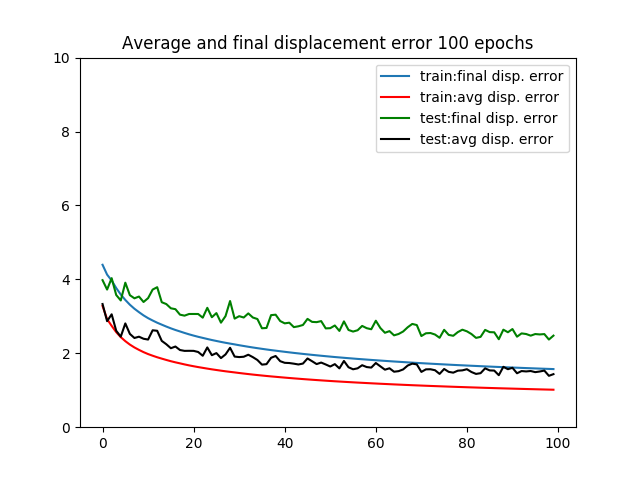 Average and final displacement error 100 epochs
10
8
6
4
2
0
train:final disp. error
train:avg disp. error
test:final disp. error
test:avg disp. error
0 20 40 60 80 100